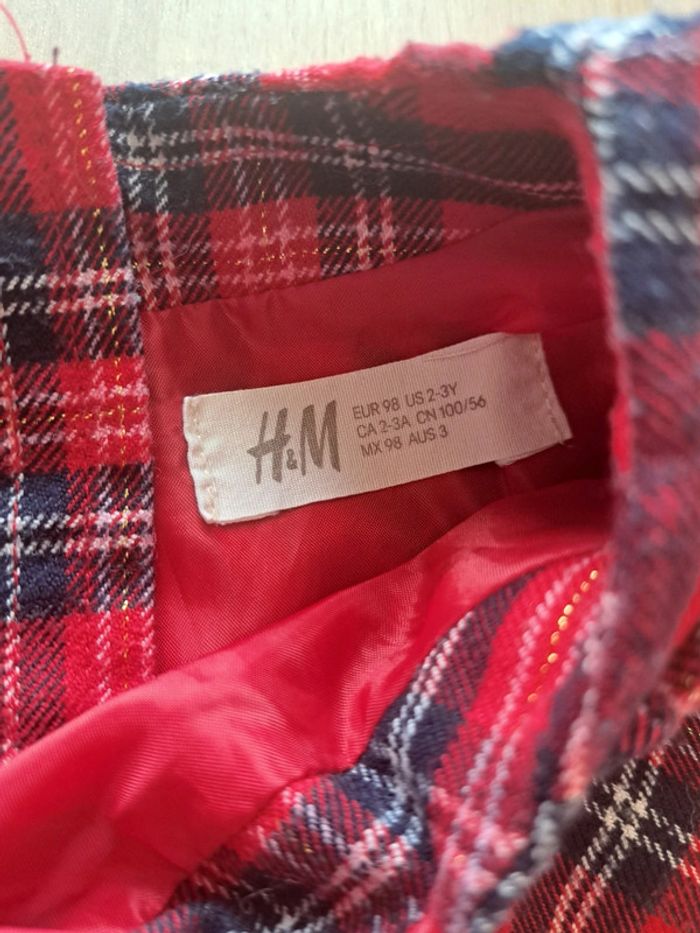 H&M
EUR 98 US 2-3Y
CA 2-3A CN 100/56
MX 98 AUS 3